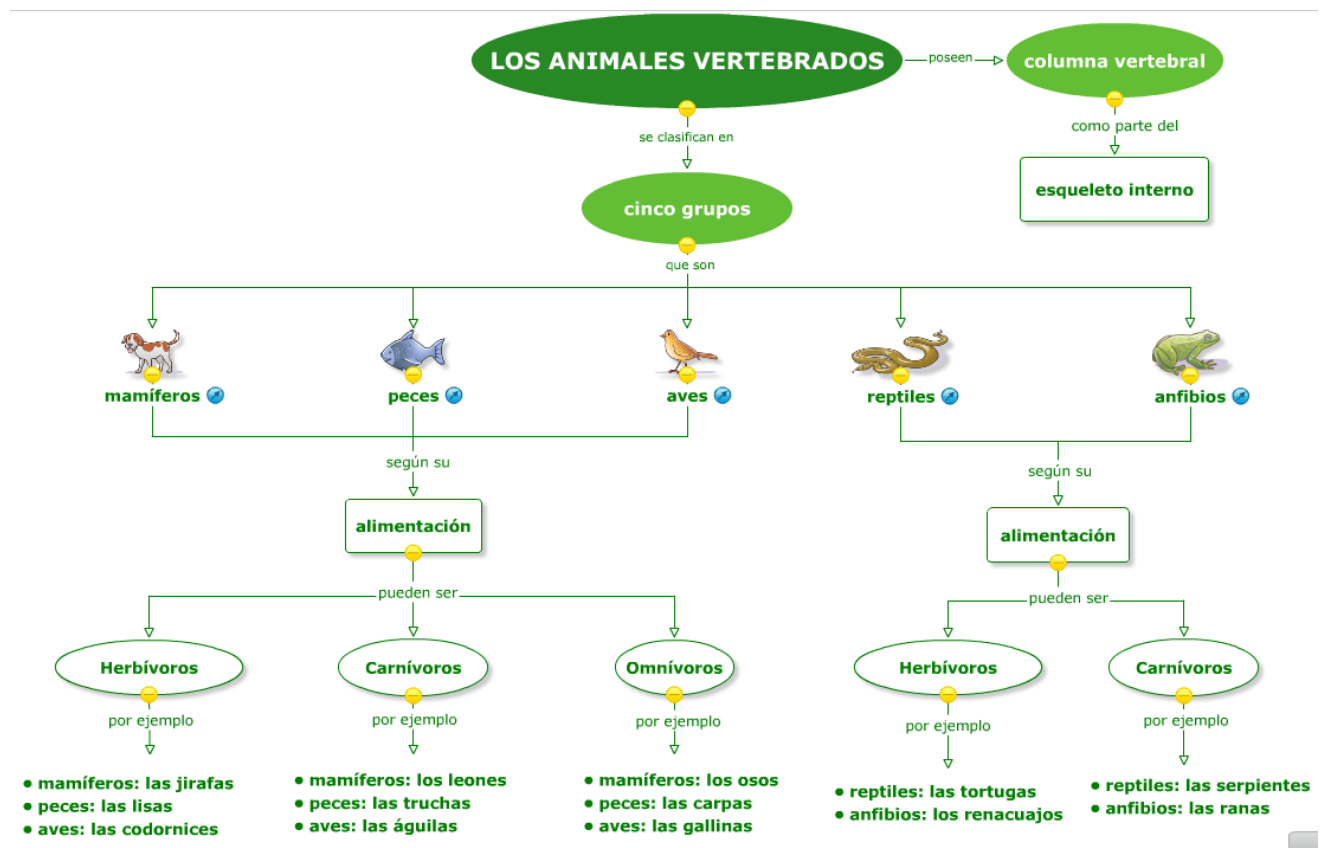 LOS ANIMALES VERTEBRADOS
poseen
columna vertebral
como parte del
esqueleto interno
se clasifican en
cinco grupos
que son
mamíferos
peces
aves
reptiles
anfibios
según su
alimentación
pueden ser
Herbívoros
Carnívoros
Omnívoros
por ejemplo
por ejemplo
por ejemplo
• mamíferos: las jirafas
• peces: las lisas
• aves: las codornices
• mamíferos: los leones
• peces: las truchas
• aves: las águilas
• mamíferos: los osos
• peces: las carpas
• aves: las gallinas
según su
alimentación
pueden ser
Herbívoros
Carnívoros
por ejemplo
por ejemplo
• reptiles: las tortugas
• anfibios: los renacuajos
• reptiles: las serpientes
• anfibios: las ranas